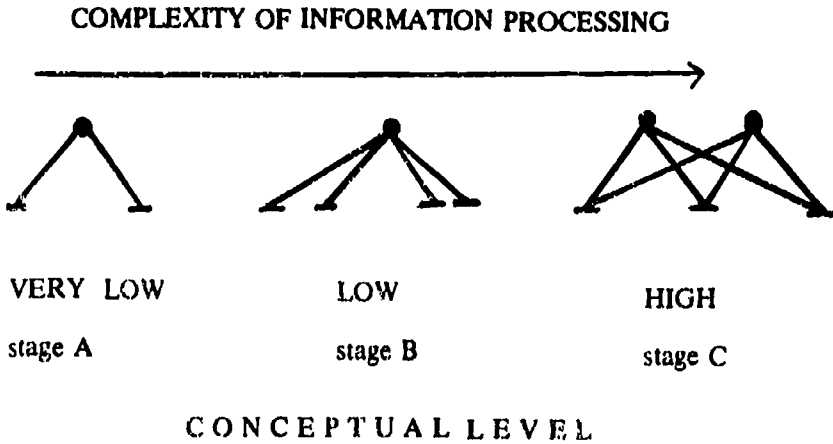 COMPLEXITY OF INFORMATION PROCESSING
VERY LOW LOW HIGH
stage A stage B stage C
CONCEPTUAL LEVEL